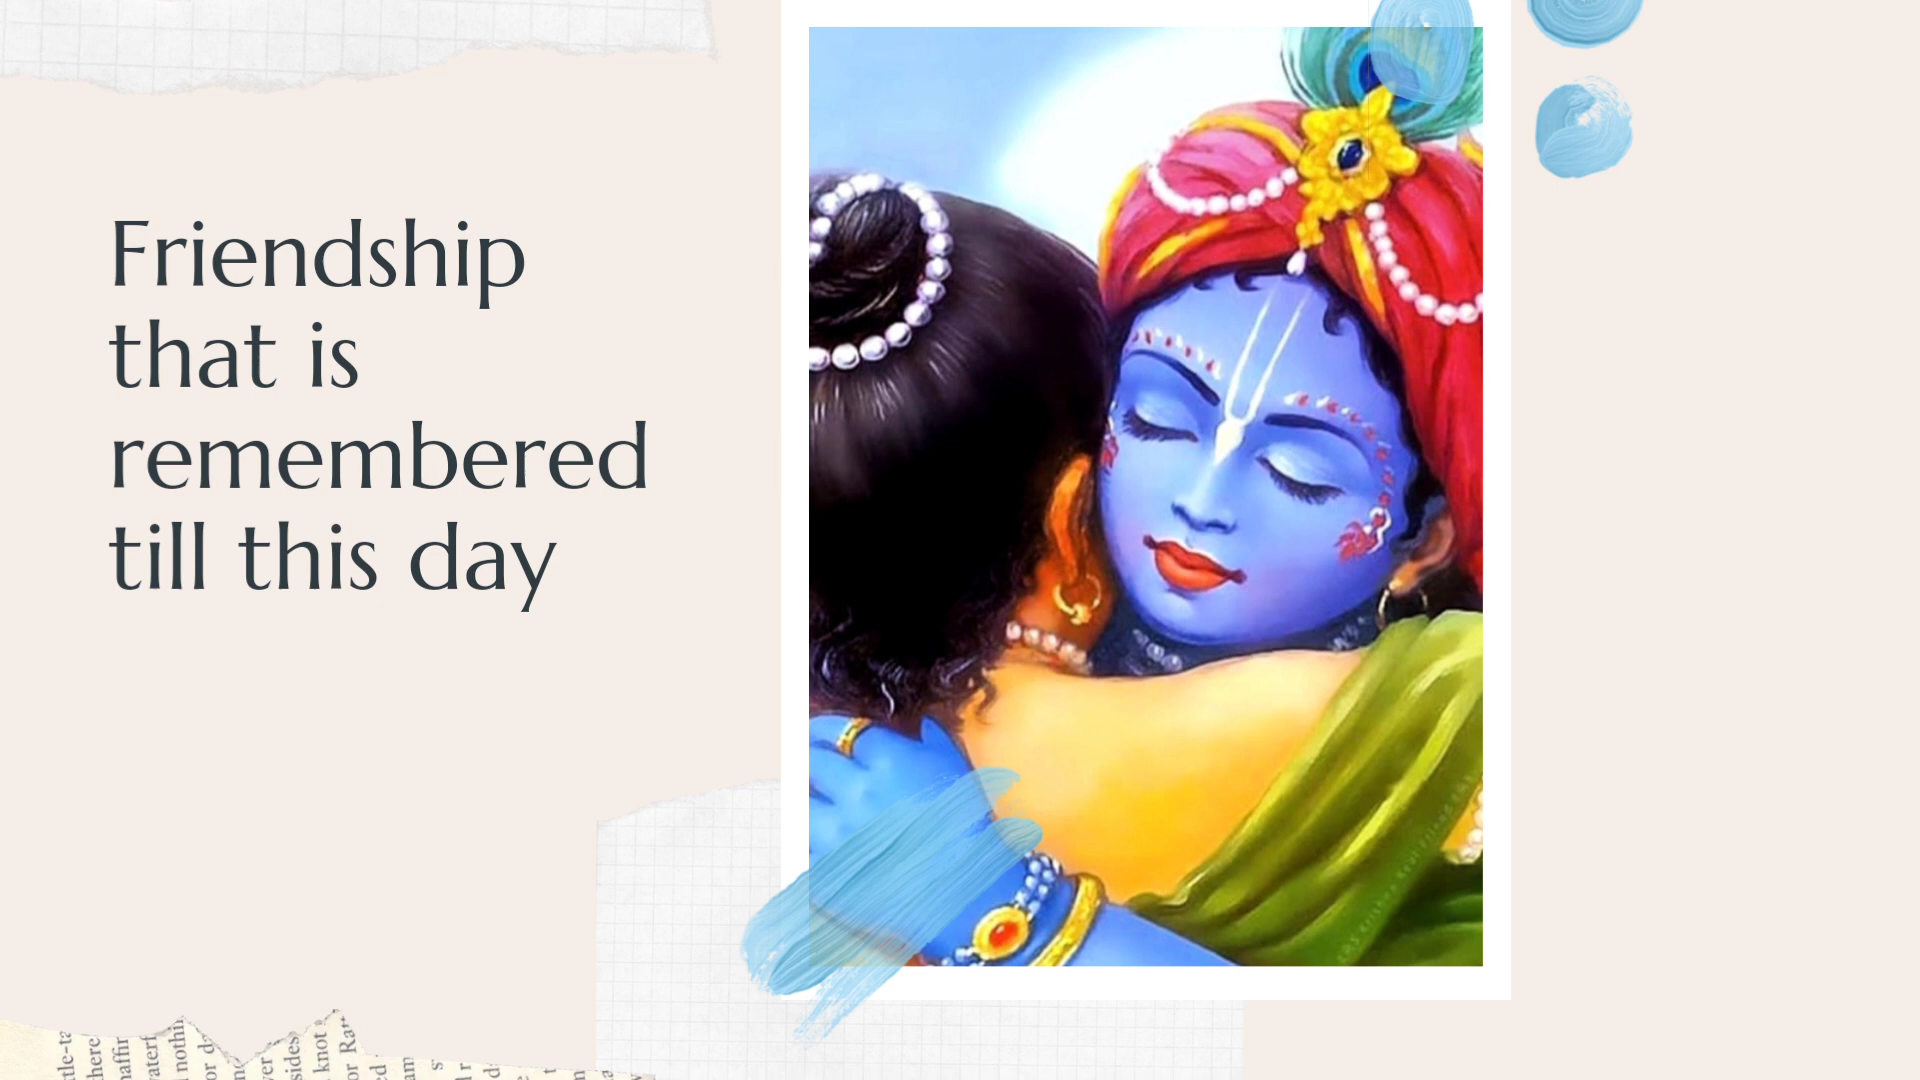 Friendship
that is
remembered
till this day